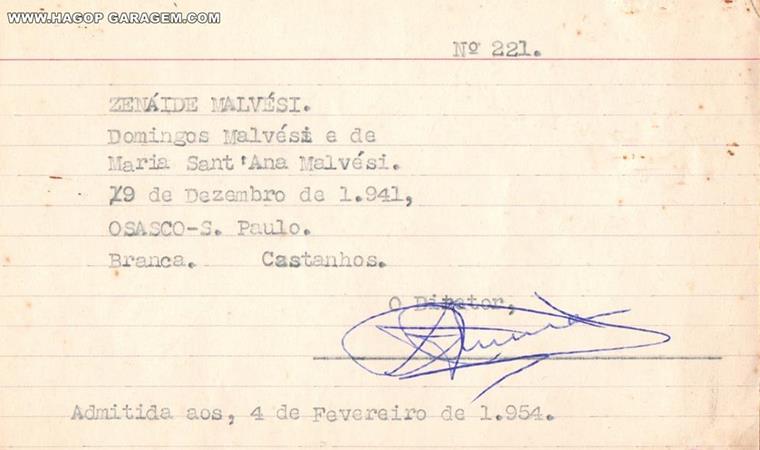 WWW.HAGOP GARAGEM.COM
Nº 221.
ZENÁIDE MALVÉSI.
Domingos Malvési e de
Maria Sant'Ana Malvési.
19 de Dezembro de 1.941,
OSASCO-S. Paulo.
Branca. Castanhos.
O Diretor,
Admitida aos, 4 de Fevereiro de 1.954.